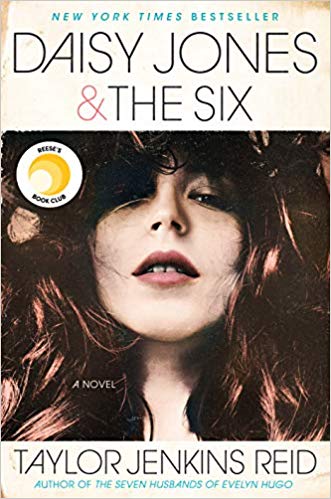 NEW YORK TIMES BESTSELLER
DAISY JONES
& THE SIX
REESE'S
BOOK CLUB
A NOVEL
TAYLOR JENKINS REID
AUTHOR OF THE SEVEN HUSBANDS OF EVELYN HUGO